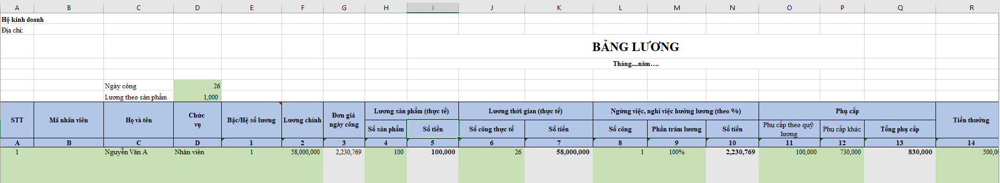 A B C D E F G H I J K L M N O P Q R
Hộ kinh doanh
Địa chỉ:
BẢNG LƯƠNG
Tháng....năm....
Ngày công 26
Lương theo sản phẩm 1,000
STT Mã nhân viên Họ và tên Chức vụ Bậc/Hệ số lương Lương chính Đơn giá ngày công Lương sản phẩm (thực tế) Lương thời gian (thực tế) Ngừng việc, nghỉ việc hưởng lương (theo %) Phụ cấp Tiền thưởng
Số sản phẩm Số tiền Số công thực tế Số tiền Số công Phần trăm lương Số tiền Phụ cấp theo quỹ lương Phụ cấp khác Tổng phụ cấp
A B C D 1 2 3 4 5 6 7 8 9 10 11 12 13 14
1 Nguyễn Văn A Nhân viên 1 58,000,000 2,230,769 100 100,000 26 58,000,000 1 100% 2,230,769 100,000 730,000 830,000